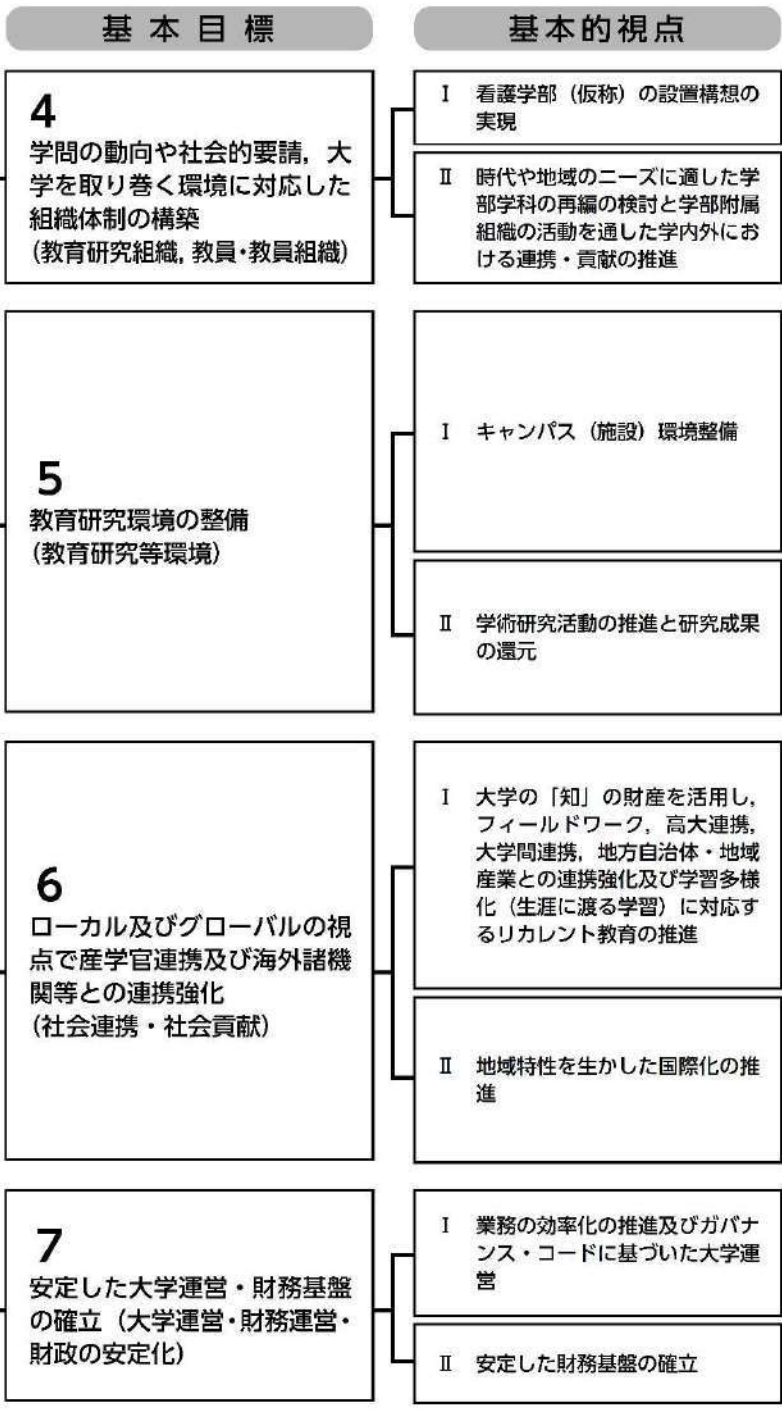 基本目標
基本的視点
4
学問の動向や社会的要請，大
学を取り巻く環境に対応した
組織体制の構築
（教育研究組織，教員・教員組織）
Ⅰ 看護学部（仮称）の設置構想の
実現
Ⅱ 時代や地域のニーズに適した学
部学科の再編の検討と学部附属
組織の活動を通した学内外にお
ける連携・貢献の推進
5
教育研究環境の整備
（教育研究等環境）
Ⅰ キャンパス（施設）環境整備
Ⅱ 学術研究活動の推進と研究成果
の還元
6
ローカル及びグローバルの視
点で産学官連携及び海外諸機
関等との連携強化
（社会連携・社会貢献）
Ⅰ 大学の「知」の財産を活用し，
フィールドワーク，高大連携，
大学間連携，地方自治体・地域
産業との連携強化及び学習多様
化（生涯に渡る学習）に対応す
るリカレント教育の推進
Ⅱ 地域特性を生かした国際化の推
進
7
安定した大学運営・財務基盤
の確立（大学運営・財務運営・
財政の安定化）
Ⅰ 業務の効率化の推進及びガバナ
ンス・コードに基づいた大学運
営
Ⅱ 安定した財務基盤の確立